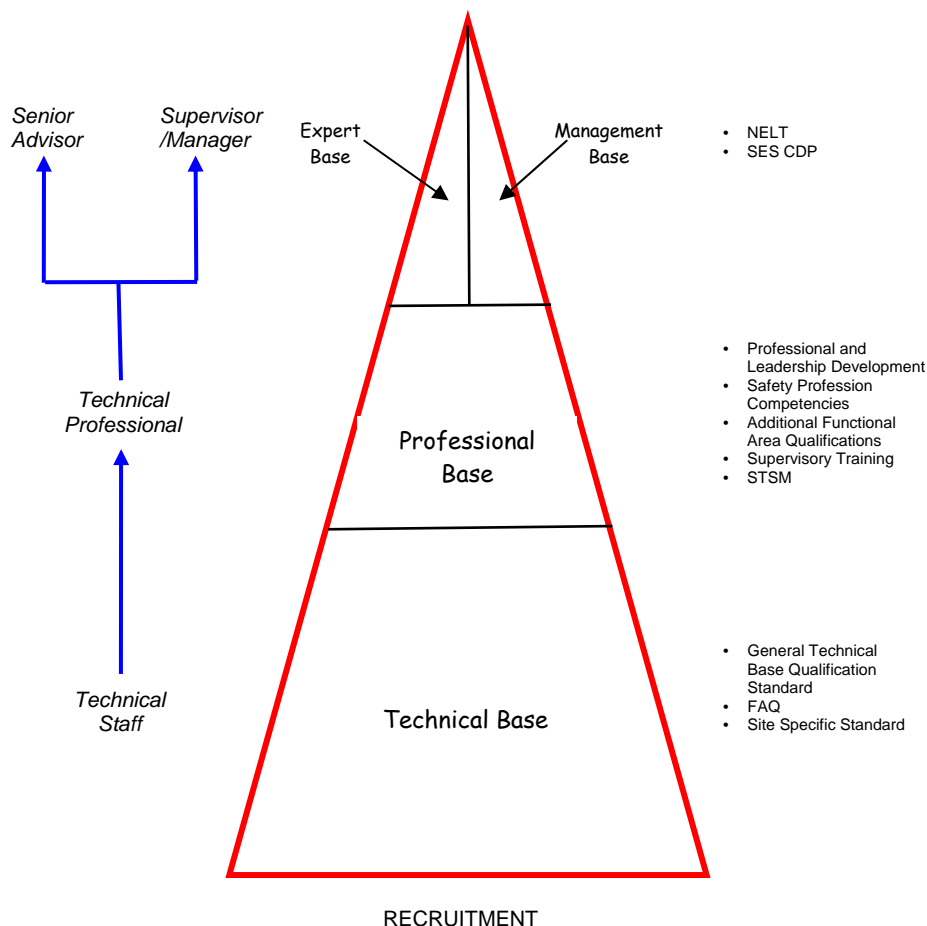 Senior
Advisor
Supervisor
/Manager
Expert
Base
Management
Base
• NELT
• SES CDP
Technical
Professional
Professional
Base
• Professional and
Leadership Development
• Safety Profession
Competencies
• Additional Functional
Area Qualifications
• Supervisory Training
• STSM
Technical
Staff
Technical Base
• General Technical
Base Qualification
Standard
• FAQ
• Site Specific Standard
RECRUITMENT